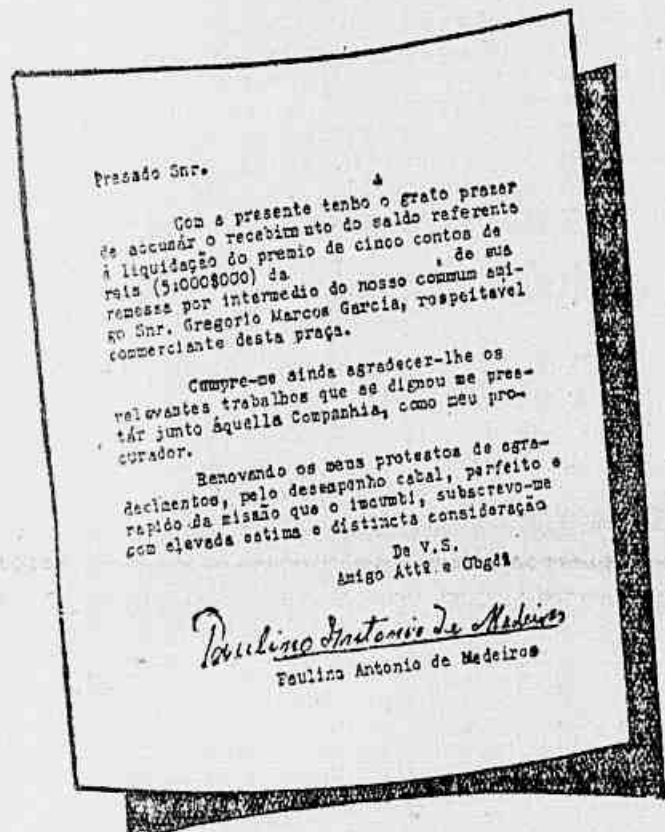 Presado Snr.
Com a presente tenho o grato prazer
de accusár o recebimento do saldo referente
á liquidação do premio de cinco contos de
reis (5:000$000) da , de sua
remessa por intermedio do nosso commum ami-
go Snr. Gregorio Marcos Garcia, respeitavel
commerciante desta praça.
Cumpre-me ainda agradecer-lhe os
relevantes trabalhos que se dignou me pres-
tár junto áquella Companhia, como meu pro-
curador.
Renovando os meus protestos de agra-
decimentos, pelo desempenho cabal, perfeito e
rapido da missão que o incumbi, subscrevo-me
com elevada estima e distincta consideração
De V.S.
Amigo Attº e Obgdº
Paulino Antonio de Medeiros
Paulino Antonio de Medeiros